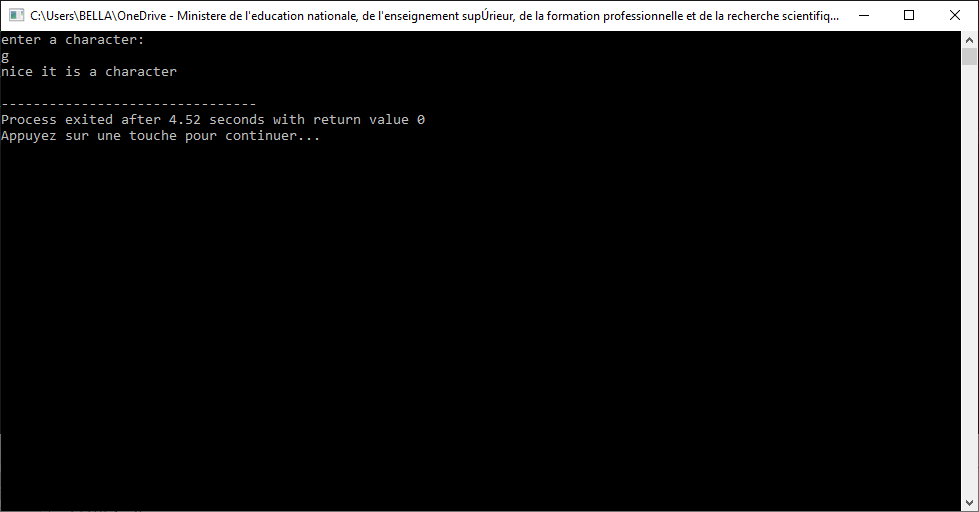 C:\Users\BELLA\OneDrive - Ministere de l'education nationale, de l'enseignement supÚrieur, de la formation professionnelle et de la recherche scientifiq...
enter a character:
g
nice it is a character
--------------------------------
Process exited after 4.52 seconds with return value 0
Appuyez sur une touche pour continuer...